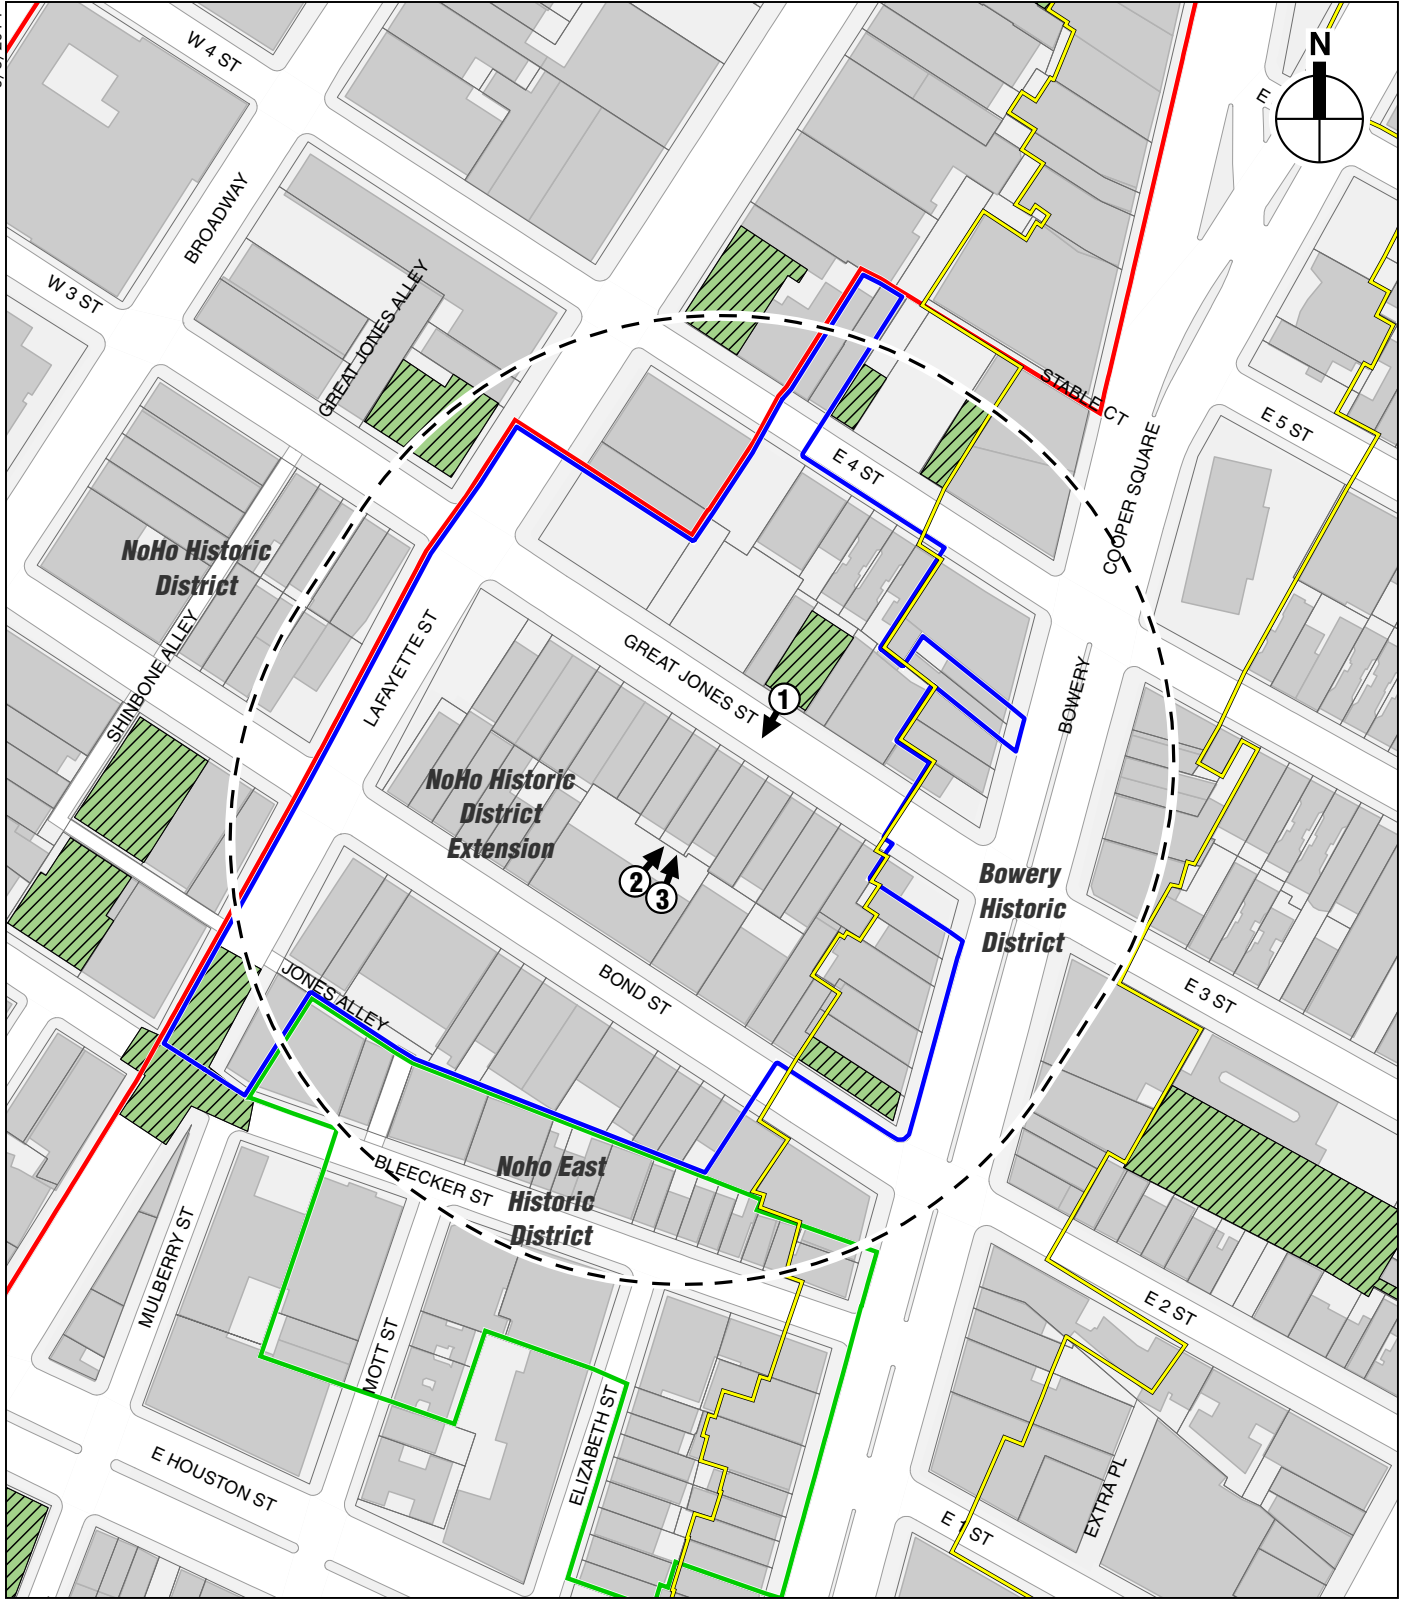 W 4 ST
N
E
BROADWAY
W 3 ST
GREAT JONES ALLEY
STABLE CT
E 5 ST
COOPER SQUARE
E 4 ST
NoHo Historic
District
SHINBONE ALLEY
LAFAYETTE ST
GREAT JONES ST
1
BOWERY
NoHo Historic
District
Extension
2
3
Bowery
Historic
District
JONES ALLEY
BOND ST
E 3 ST
BLEECKER ST
Noho East
Historic
District
MULBERRY ST
MOTT ST
E 2 ST
ELIZABETH ST
E HOUSTON ST
EXTRA PL
E 1 ST